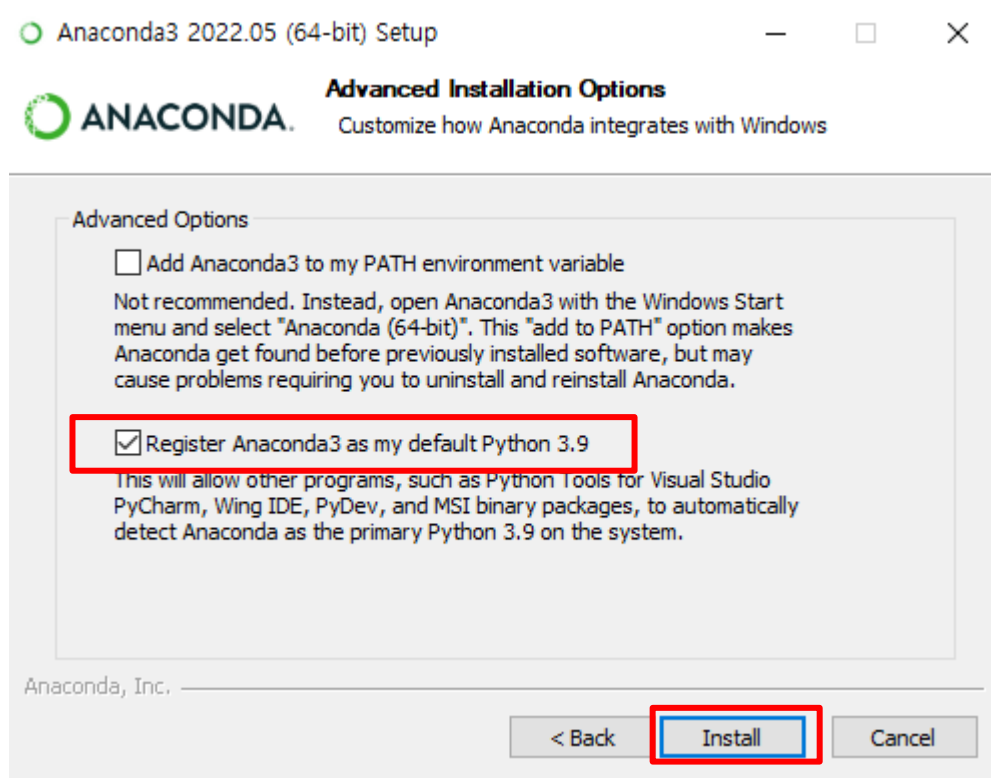 Anaconda3 2022.05 (64-bit) Setup
ANACONDA.
Advanced Installation Options
Customize how Anaconda integrates with Windows
Advanced Options
Add Anaconda3 to my PATH environment variable
Not recommended. Instead, open Anaconda3 with the Windows Start
menu and select "Anaconda (64-bit)". This "add to PATH" option makes
Anaconda get found before previously installed software, but may
cause problems requiring you to uninstall and reinstall Anaconda.
Register Anaconda3 as my default Python 3.9
This will allow other programs, such as Python Tools for Visual Studio
PyCharm, Wing IDE, PyDev, and MSI binary packages, to automatically
detect Anaconda as the primary Python 3.9 on the system.
Anaconda, Inc.
< Back Install Cancel